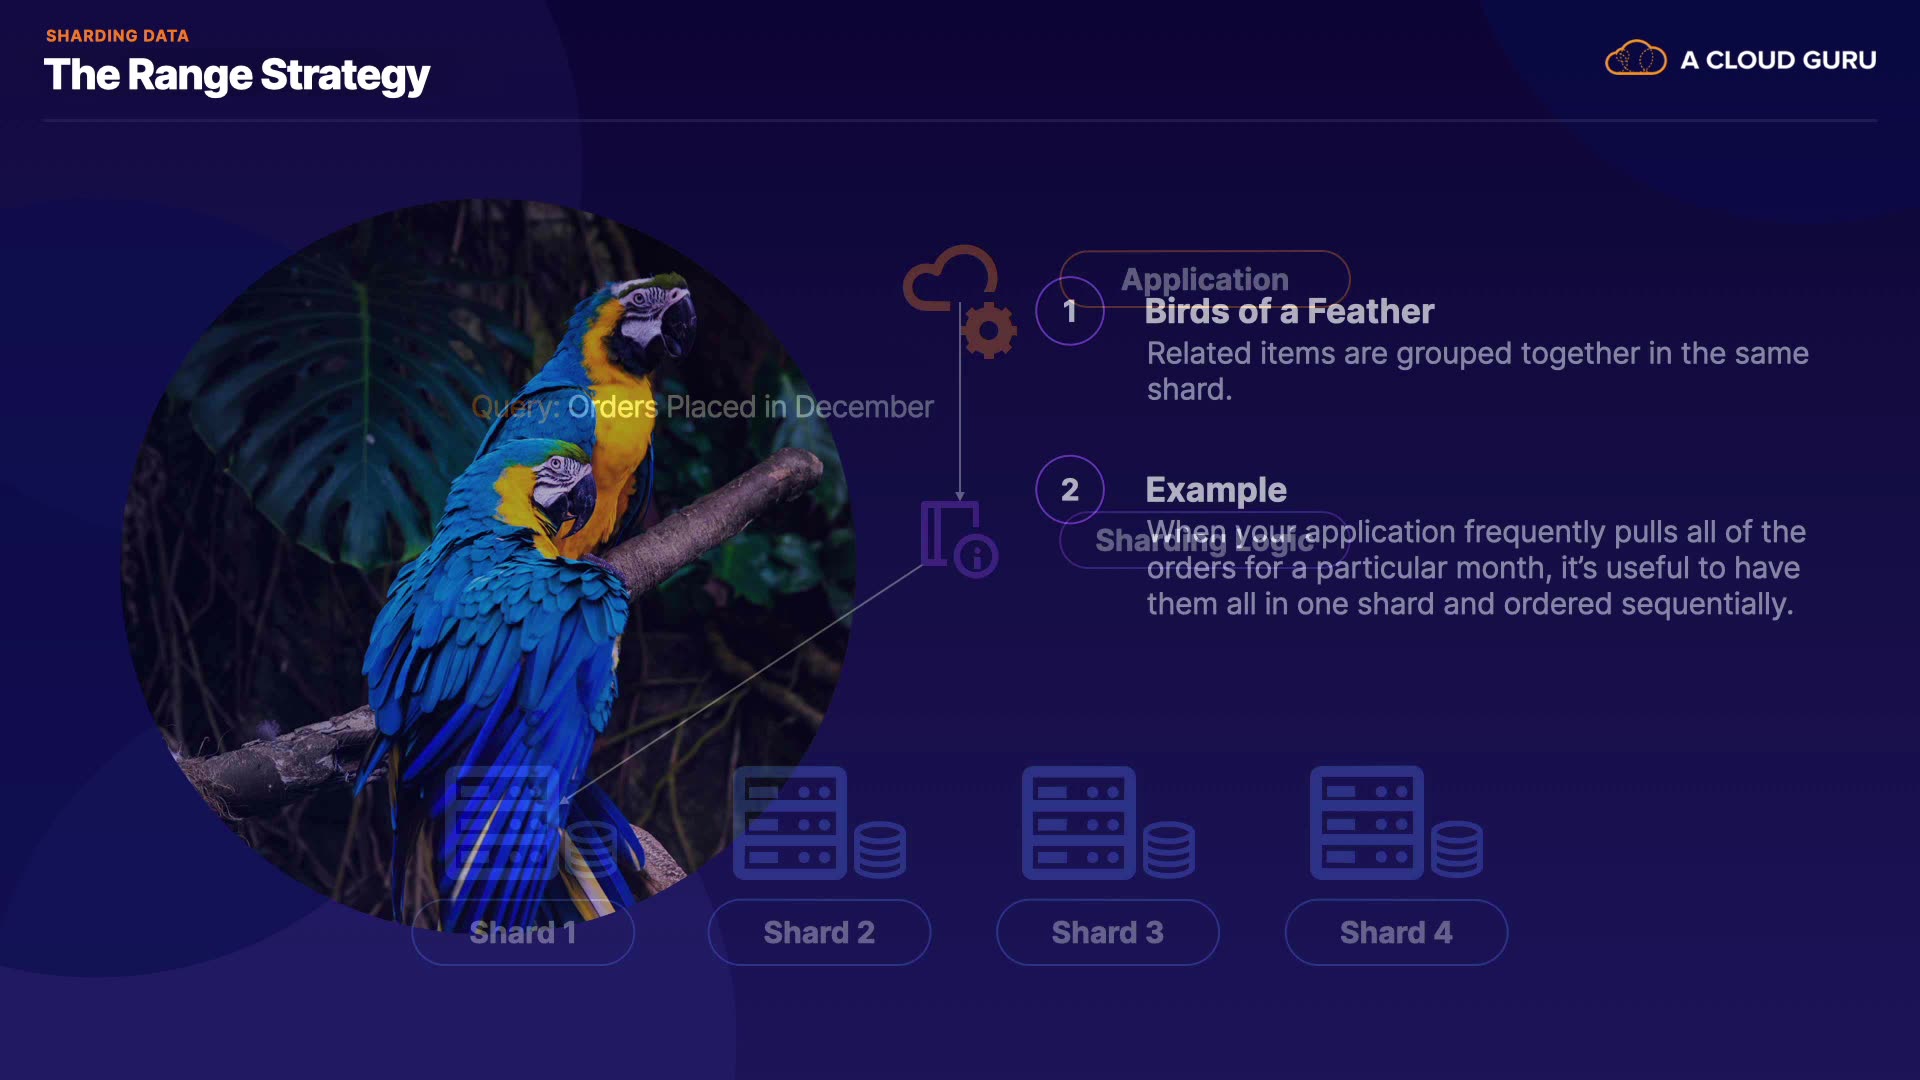 SHARDING DATA
The Range Strategy
A CLOUD GURU
Application
1
Birds of a Feather
Related items are grouped together in the same
shard.
Query: Orders Placed in December
2
Example
Sharding Logic
When your application frequently pulls all of the
orders for a particular month, it’s useful to have
them all in one shard and ordered sequentially.
Shard 1
Shard 2
Shard 3
Shard 4